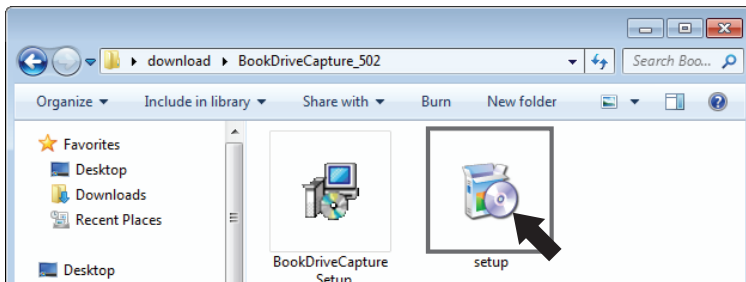 download BookDriveCapture_502 Search Boo...
Organize Include in library Share with Burn New folder
Favorites
Desktop
Downloads
Recent Places
Desktop
BookDriveCapture
Setup
setup